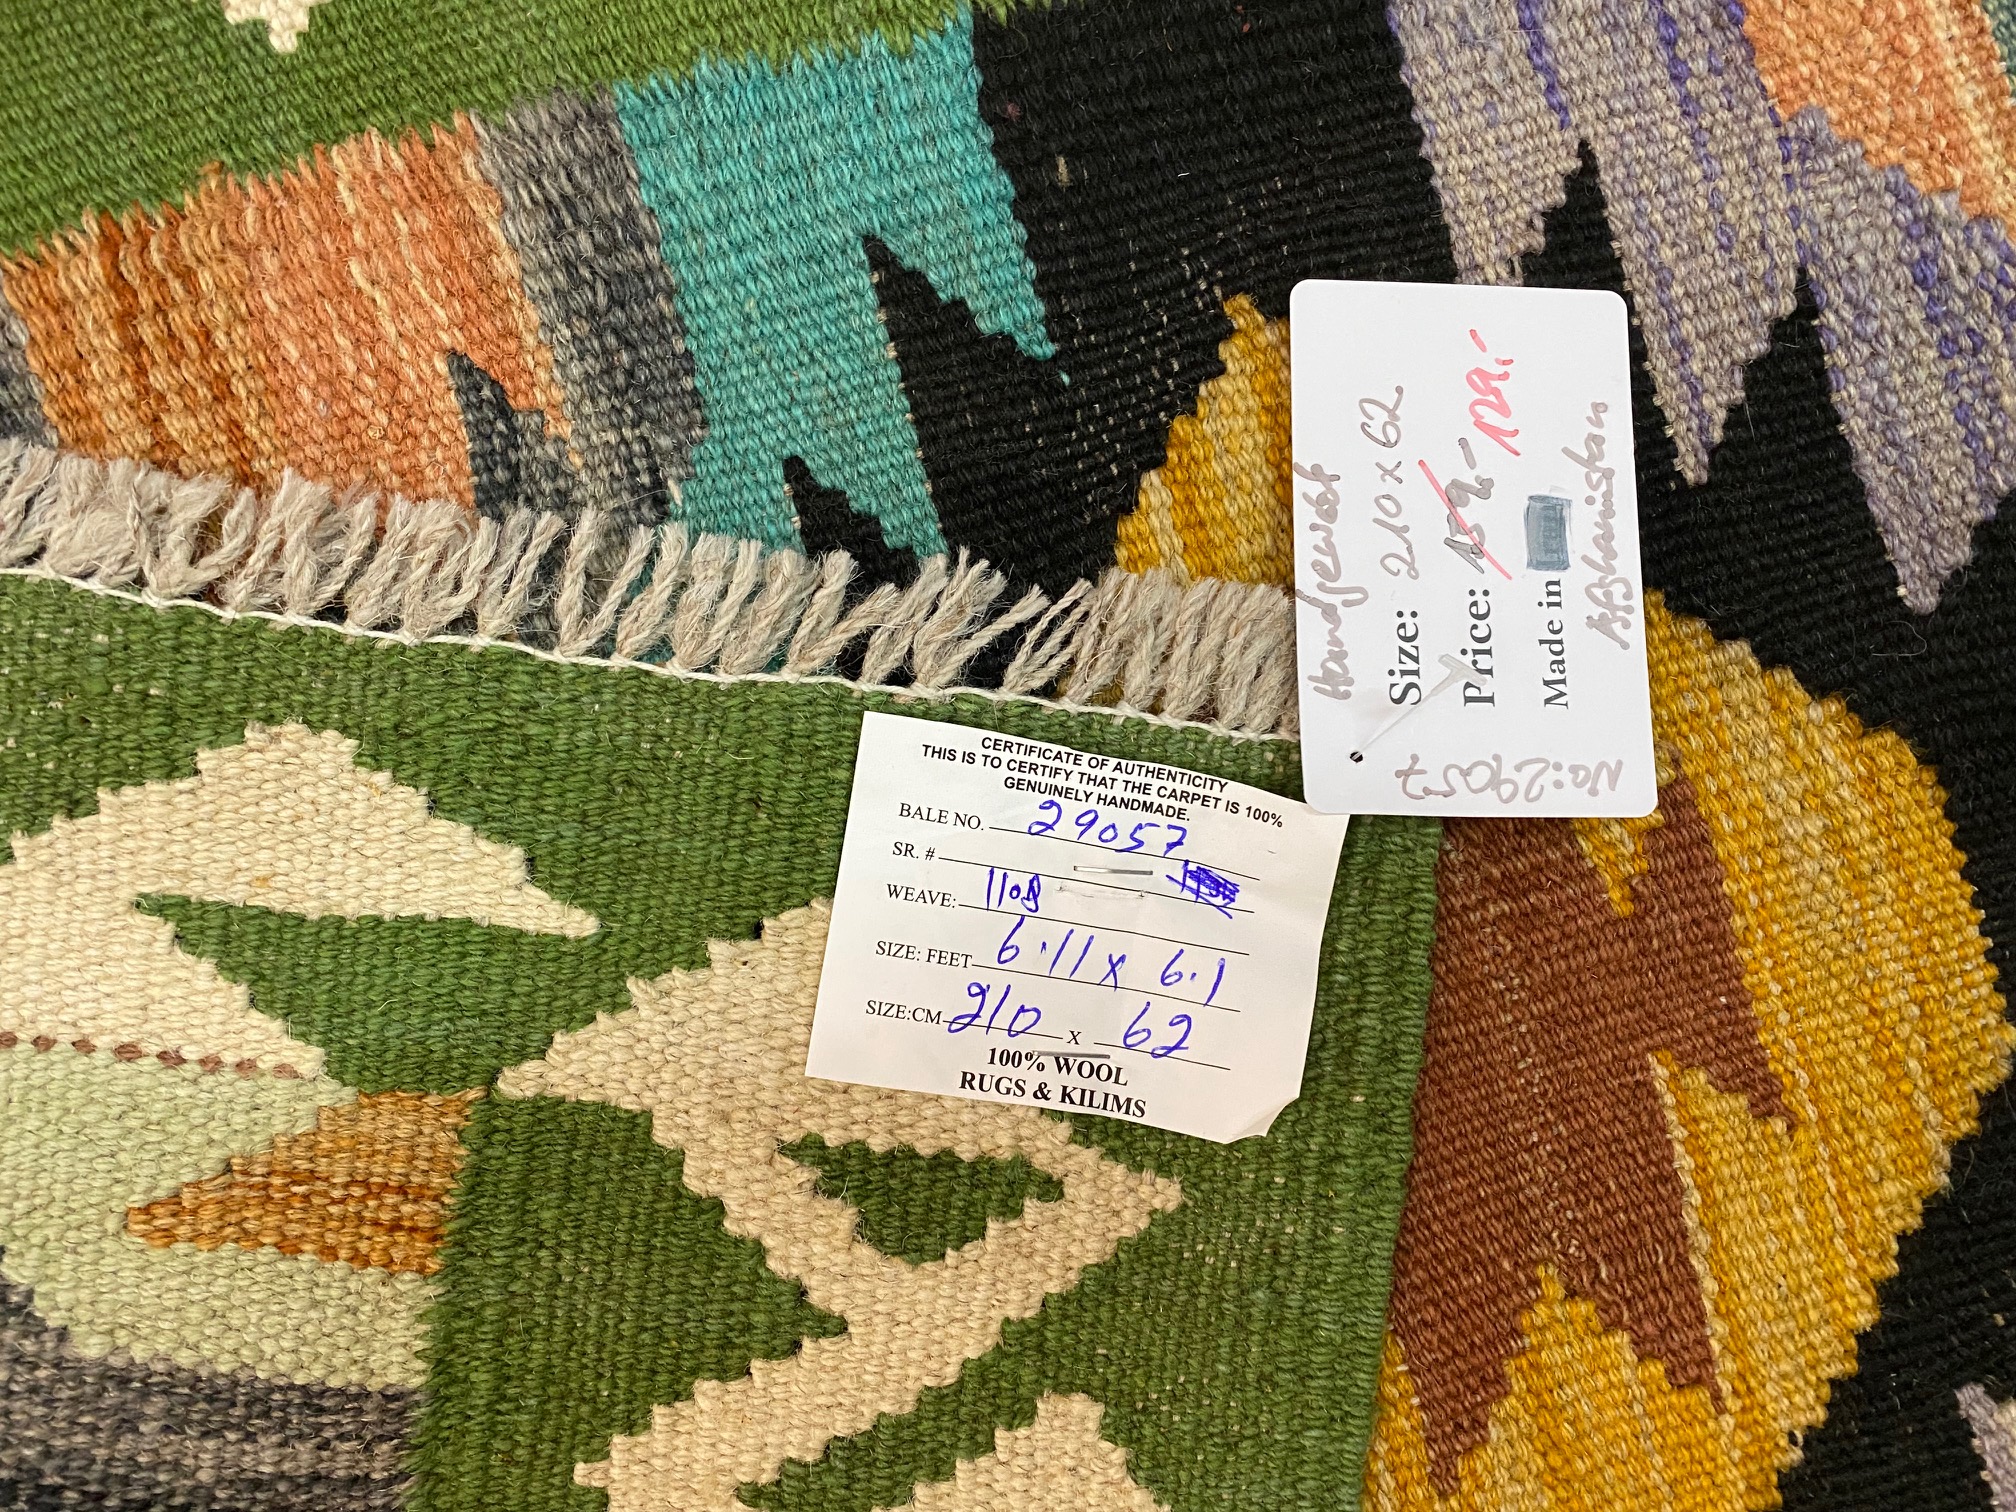 Handgewebt
Size: 210 x 62
Price: 159.- 129.-
Made in
Afghanistan
No: 29057
CERTIFICATE OF AUTHENTICITY
THIS IS TO CERTIFY THAT THE CARPET IS 100%
GENUINELY HANDMADE.
BALE NO. 29057
SR. #
WEAVE: 1108
SIZE: FEET 6.11 x 6.1
SIZE:CM 210 x 62
100% WOOL
RUGS & KILIMS